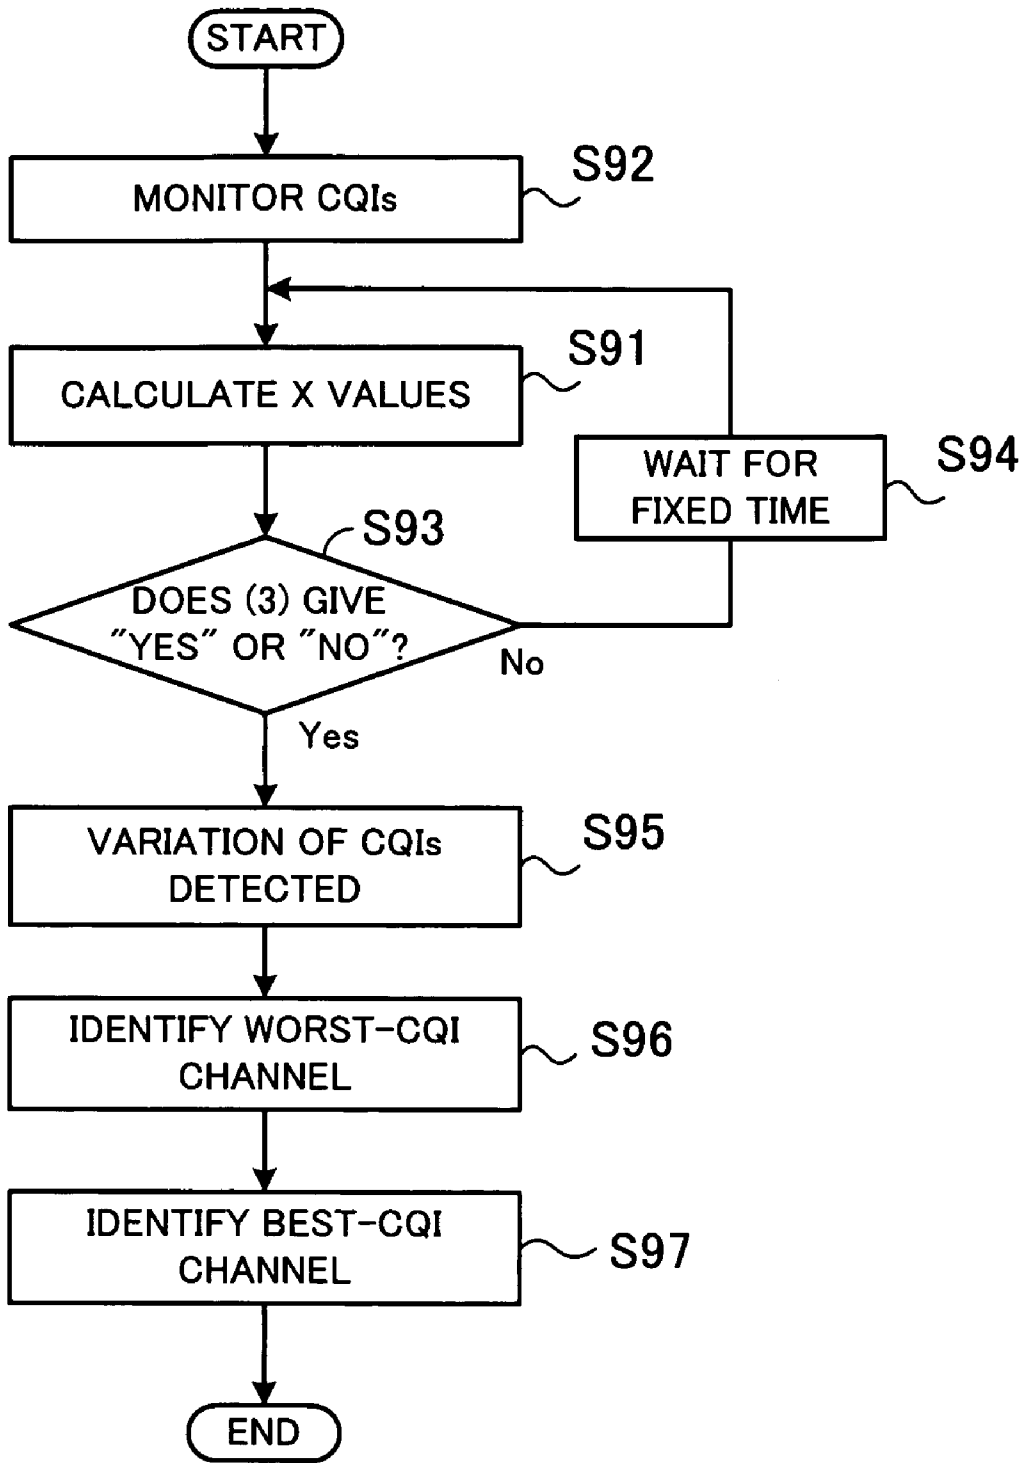 START
S92
MONITOR CQIs
S91
CALCULATE X VALUES
WAIT FOR
FIXED TIME
S94
S93
DOES (3) GIVE
"YES" OR "NO"?
No
Yes
VARIATION OF CQIs
DETECTED
S95
IDENTIFY WORST-CQI
CHANNEL
S96
IDENTIFY BEST-CQI
CHANNEL
S97
END